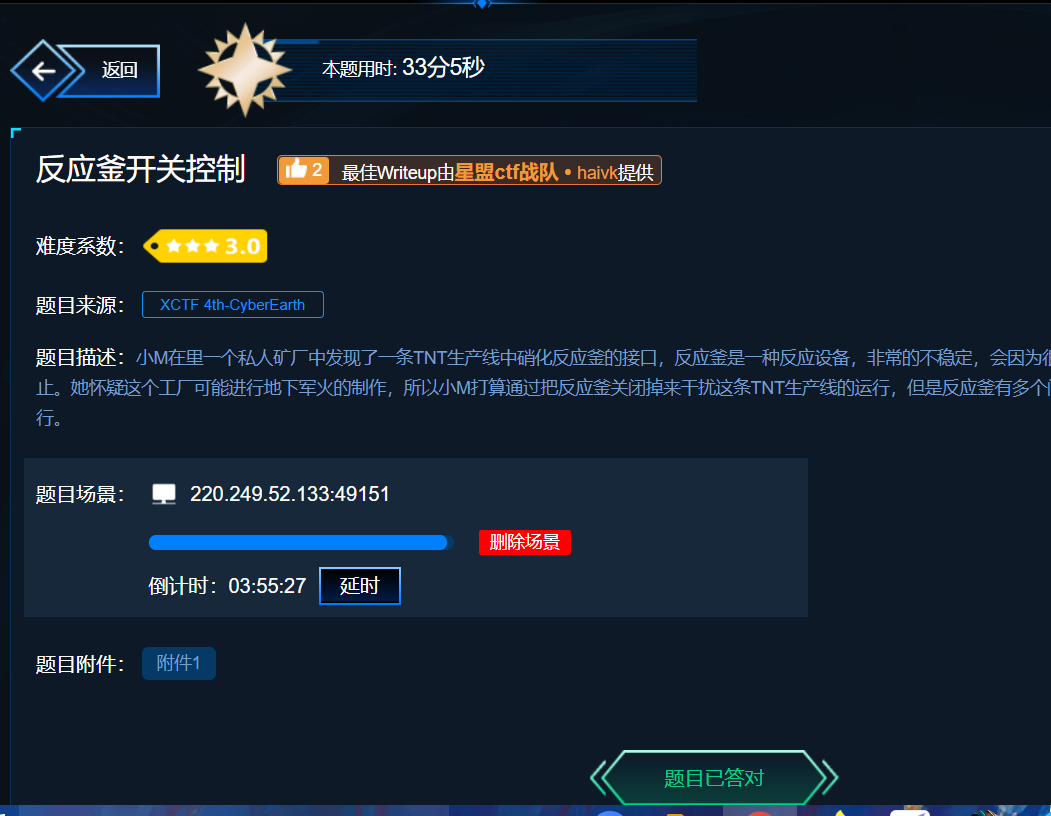 返回
本题用时: 33分5秒
反应釜开关控制
2 最佳Writeup由星盟ctf战队 • haivk提供
难度系数: 3.0
题目来源: XCTF 4th-CyberEarth
题目描述: 小M在里一个私人矿厂中发现了一条TNT生产线中硝化反应釜的接口，反应釜是一种反应设备，非常的不稳定，会因为很
止。她怀疑这个工厂可能进行地下军火的制作，所以小M打算通过把反应釜关闭掉来干扰这条TNT生产线的运行，但是反应釜有多个
行。
题目场景: 220.249.52.133:49151
删除场景
倒计时: 03:55:27 延时
题目附件: 附件1
题目已答对